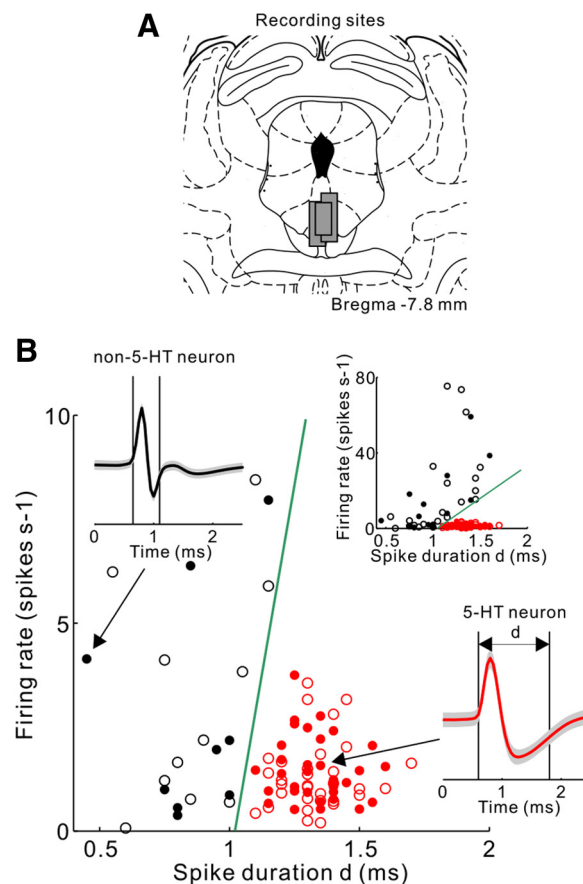 A
Recording sites
Bregma -7.8 mm
B
non-5-HT neuron
Time (ms)
0 1 2
Firing rate (spikes s-1)
80
40
0
0.5 1 1.5 2
Spike duration d (ms)
5-HT neuron
d
Time (ms)
0 1 2
Firing rate (spikes s-1)
10
5
0
0.5 1 1.5 2
Spike duration d (ms)